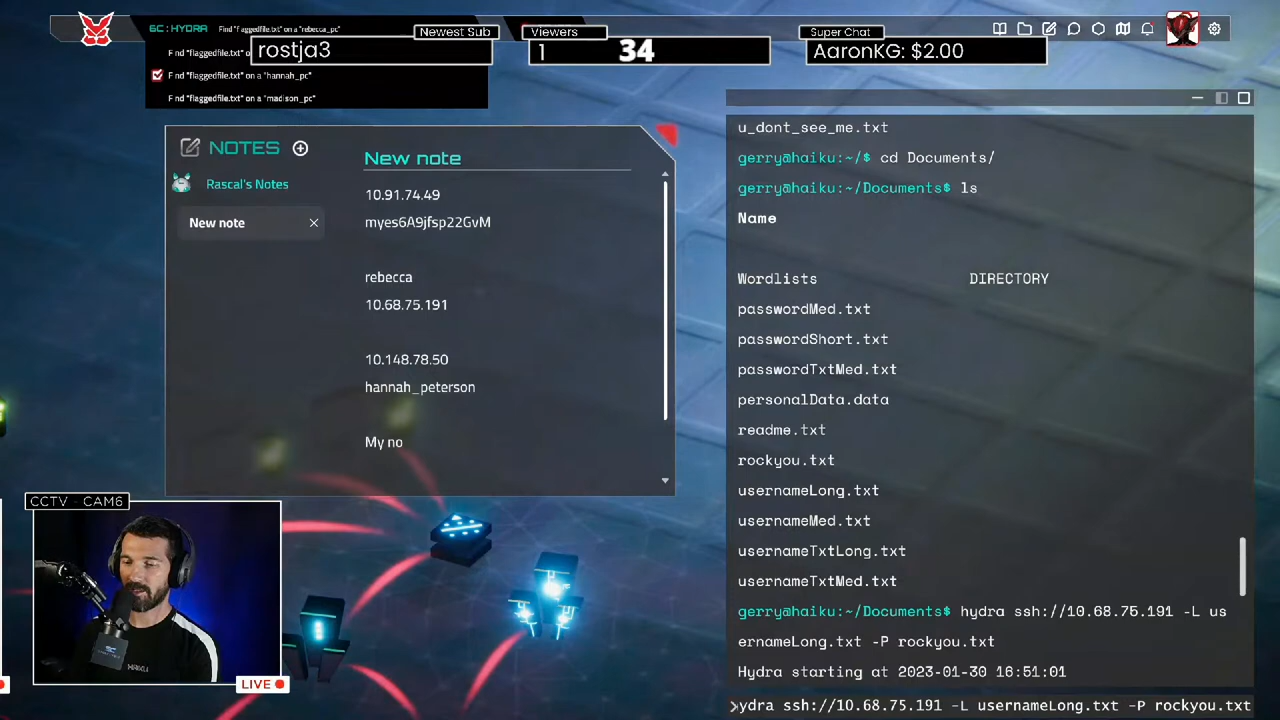 GC: HYDRA
Find "flaggedfile.txt" on a "rebecca_pc"
Find "flaggedfile.txt" o
Find "flaggedfile.txt" on a "hannah_pc"
Find "flaggedfile.txt" on a "madison_pc"
Newest Sub
rostja3
Viewers
1
34
Super Chat
AaronKG: $2.00
NOTES
Rascal's Notes
New note
New note
10.91.74.49
myes6A9jfsp22GvM
rebecca
10.68.75.191
10.148.78.50
hannah_peterson
My no
u_dont_see_me.txt
gerry@haiku:~/$ cd Documents/
gerry@haiku:~/Documents$ ls
Name
Wordlists DIRECTORY
passwordMed.txt
passwordShort.txt
passwordTxtMed.txt
personalData.data
readme.txt
rockyou.txt
usernameLong.txt
usernameMed.txt
usernameTxtLong.txt
usernameTxtMed.txt
gerry@haiku:~/Documents$ hydra ssh://10.68.75.191 -L us
ernameLong.txt -P rockyou.txt
Hydra starting at 2023-01-30 16:51:01
ydra ssh://10.68.75.191 -L usernameLong.txt -P rockyou.txt
CCTV - CAM6
HAIKU
LIVE